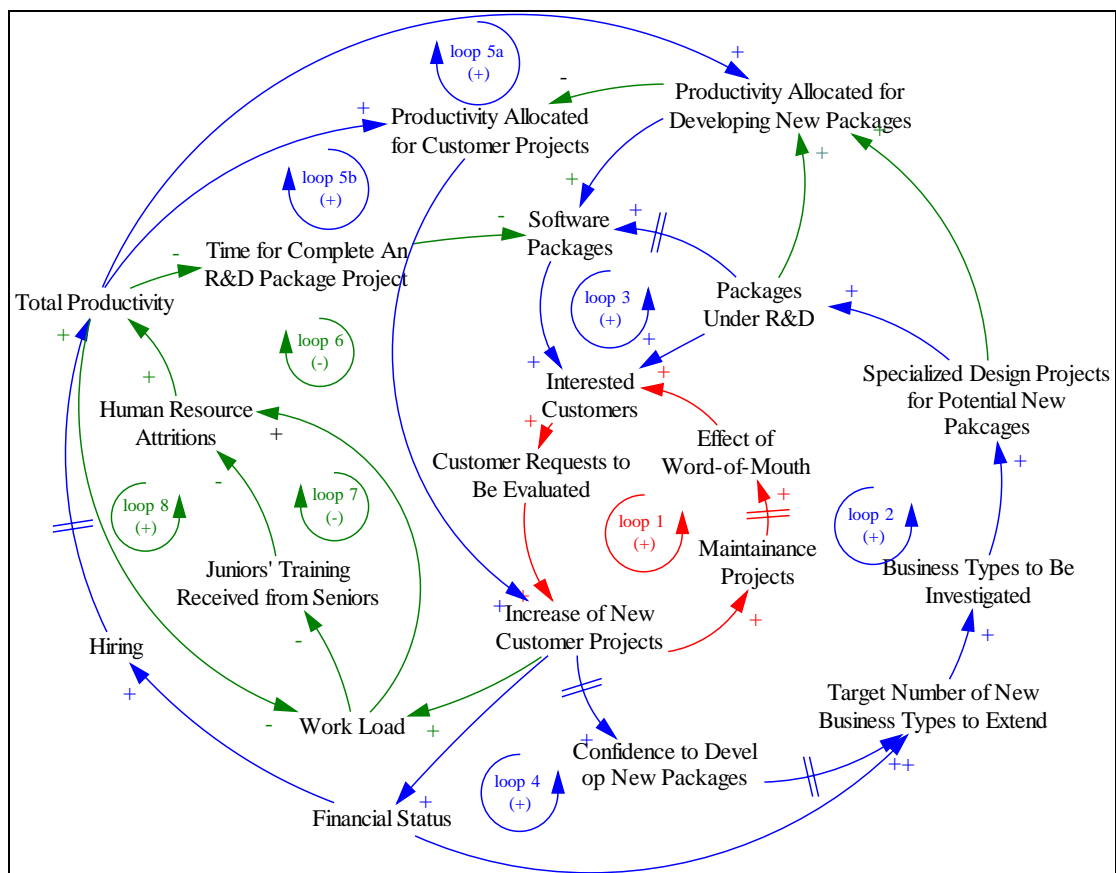 loop 5a
(+)
+
-
+
Productivity Allocated for
Developing New Packages
Productivity Allocated
for Customer Projects
+
+
loop 5b
(+)
+
+
-
Software
Packages
-
Time for Complete An
R&D Package Project
Total Productivity
+
loop 3
(+)
Packages
Under R&D
+
loop 6
(-)
+
+
+
Interested
Customers
Specialized Design Projects
for Potential New
Pakcages
+
Human Resource
Attritions
+
+
Effect of
Word-of-Mouth
Customer Requests to
Be Evaluated
+
-
loop 7
(-)
loop 8
(+)
+
loop 1
(+)
loop 2
(+)
Maintainance
Projects
Business Types to Be
Investigated
Juniors' Training
Received from Seniors
+
+
Increase of New
Customer Projects
+
+
-
Hiring
+
Target Number of New
Business Types to Extend
-
Work Load
+
+
Confidence to Devel
op New Packages
++
loop 4
(+)
+
Financial Status